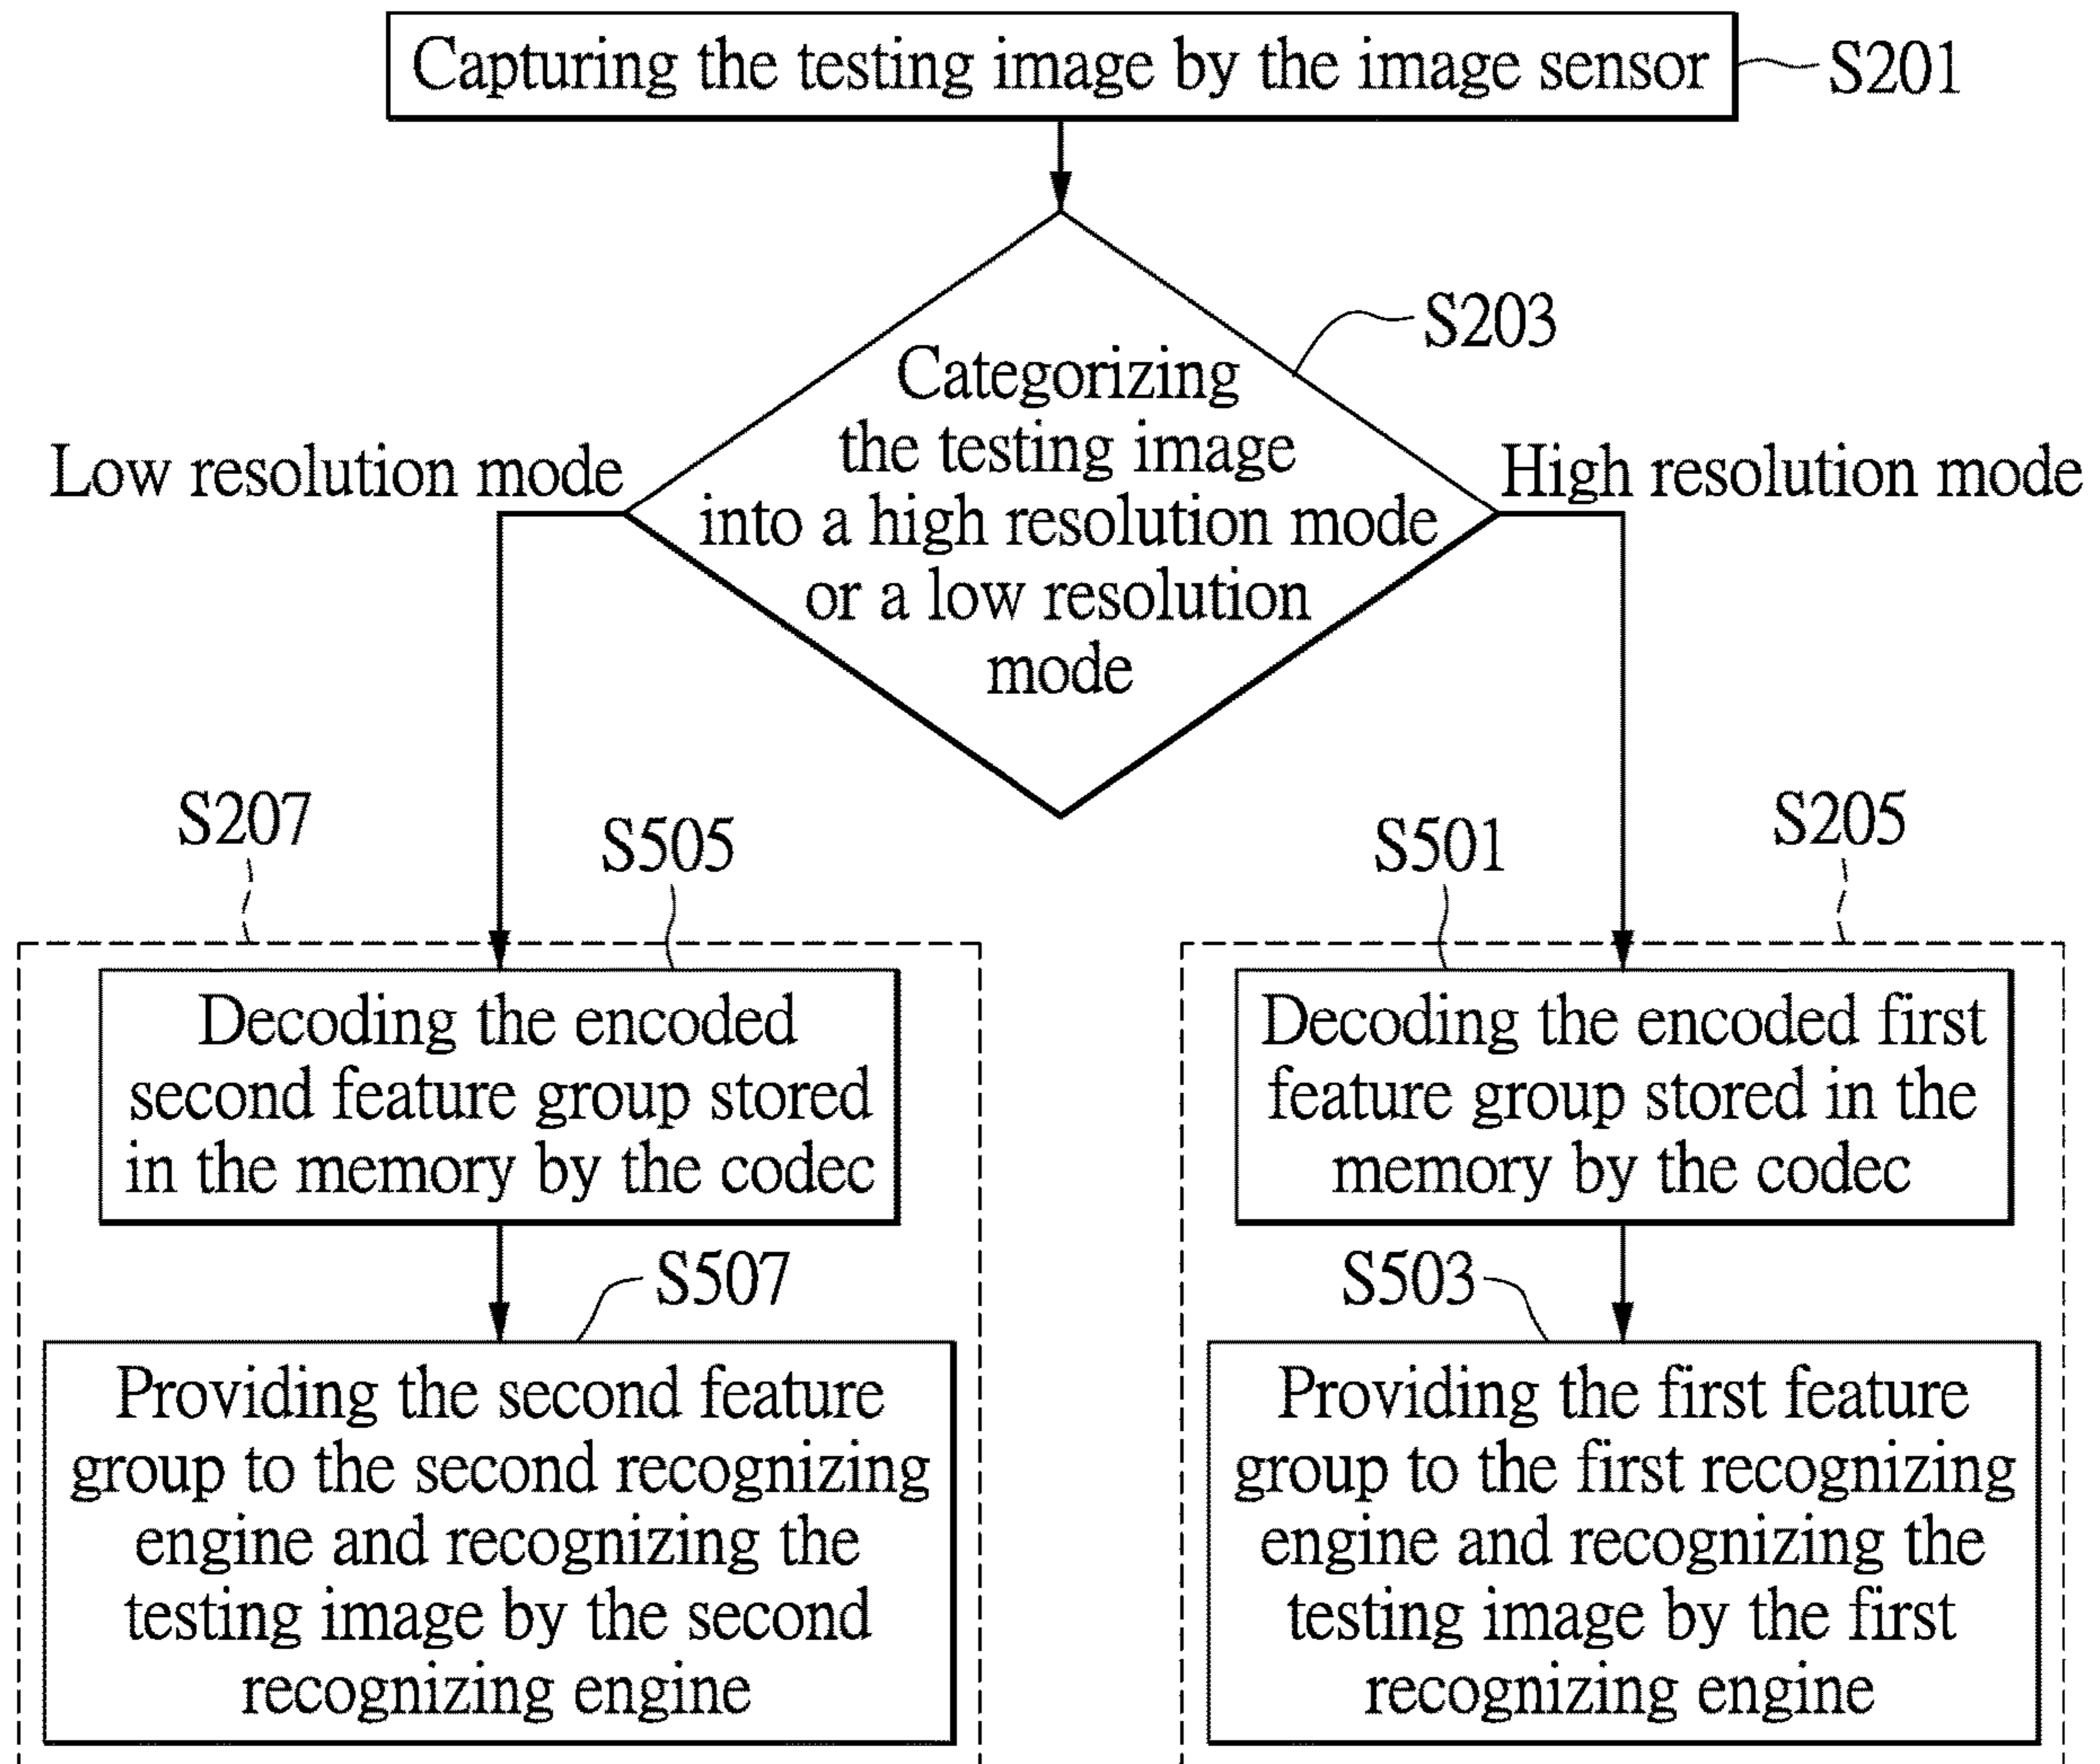 Capturing the testing image by the image sensor
S201
S203
Categorizing
the testing image
into a high resolution mode
or a low resolution
mode
Low resolution mode
High resolution mode
S207
S505
S501
S205
Decoding the encoded
second feature group stored
in the memory by the codec
Decoding the encoded first
feature group stored in the
memory by the codec
S507
S503
Providing the second feature
group to the second recognizing
engine and recognizing the
testing image by the second
recognizing engine
Providing the first feature
group to the first recognizing
engine and recognizing the
testing image by the first
recognizing engine